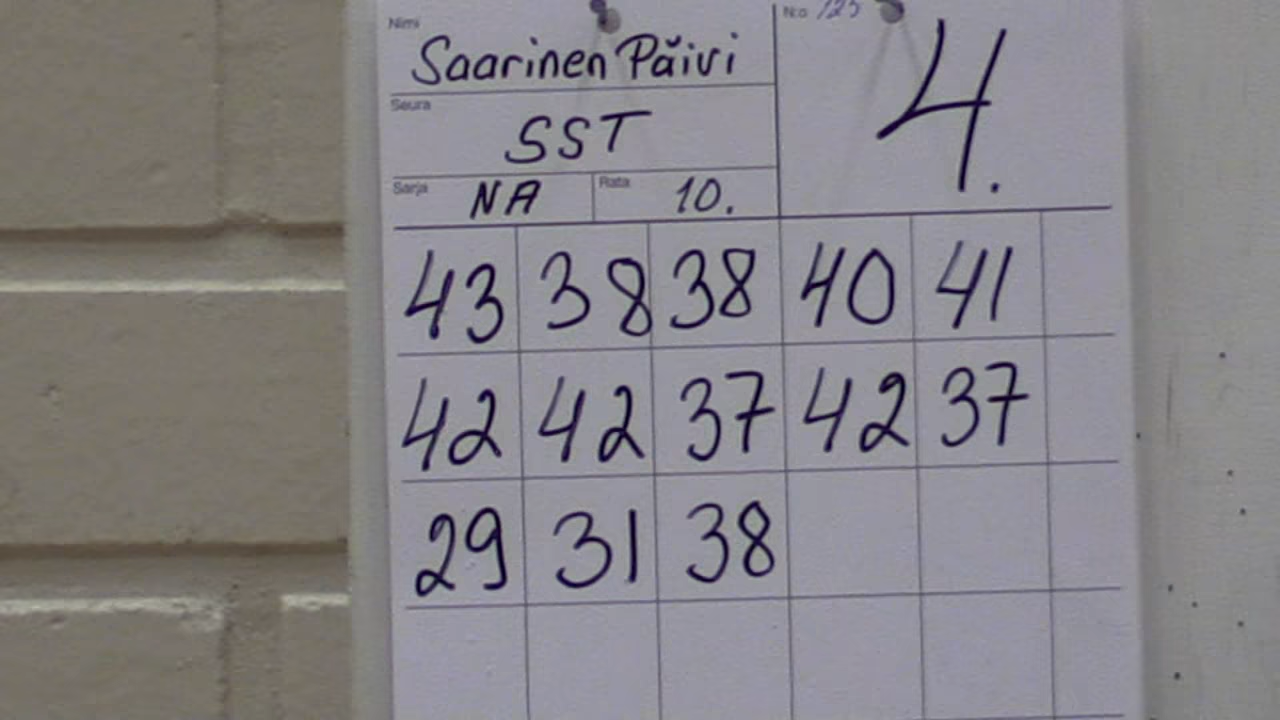 Nimi
Saarinen Päivi
N:o 125
4.
Seura
SST
Sarja NA Rata 10.
43 38 38 40 41
42 42 37 42 37
29 31 38